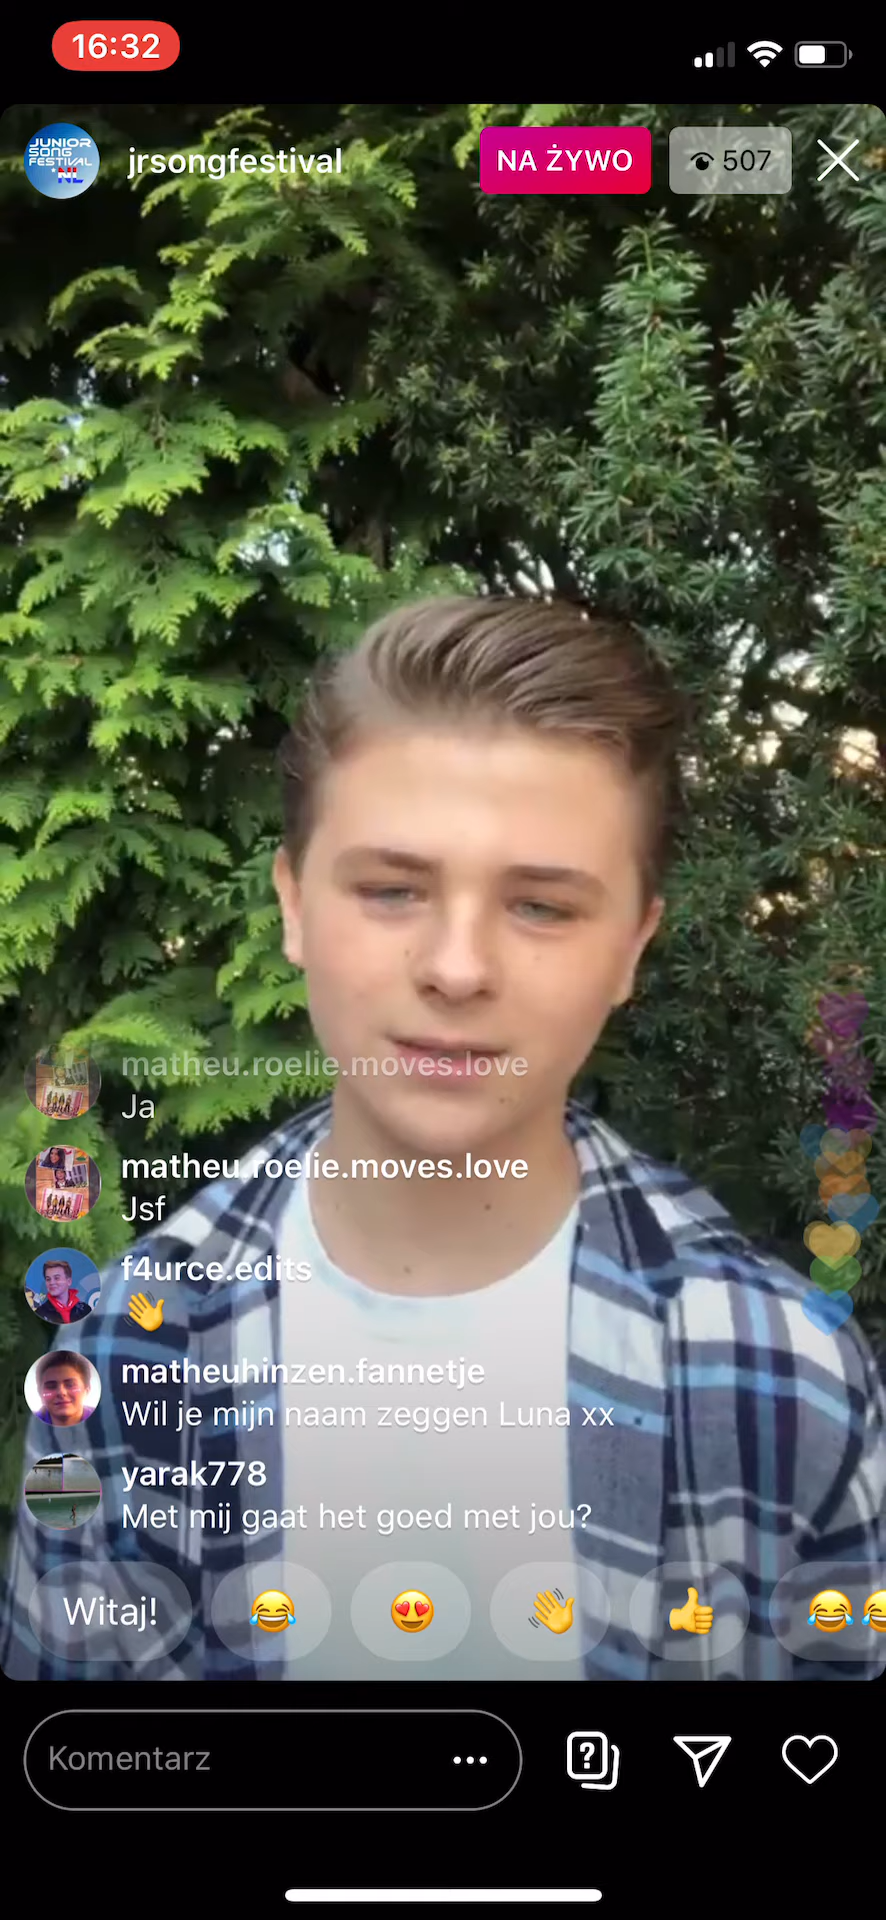 16:32
JUNIOR
SONG
FESTIVAL
NL
jrsongfestival
NA ŻYWO
507
matheu.roelie.moves.love
Ja
matheu.roelie.moves.love
Jsf
f4urce.edits
👋
matheuhinzen.fannetje
Wil je mijn naam zeggen Luna xx
yarak778
Met mij gaat het goed met jou?
Witaj! 😂 😍 👋 👍 😂😂
Komentarz